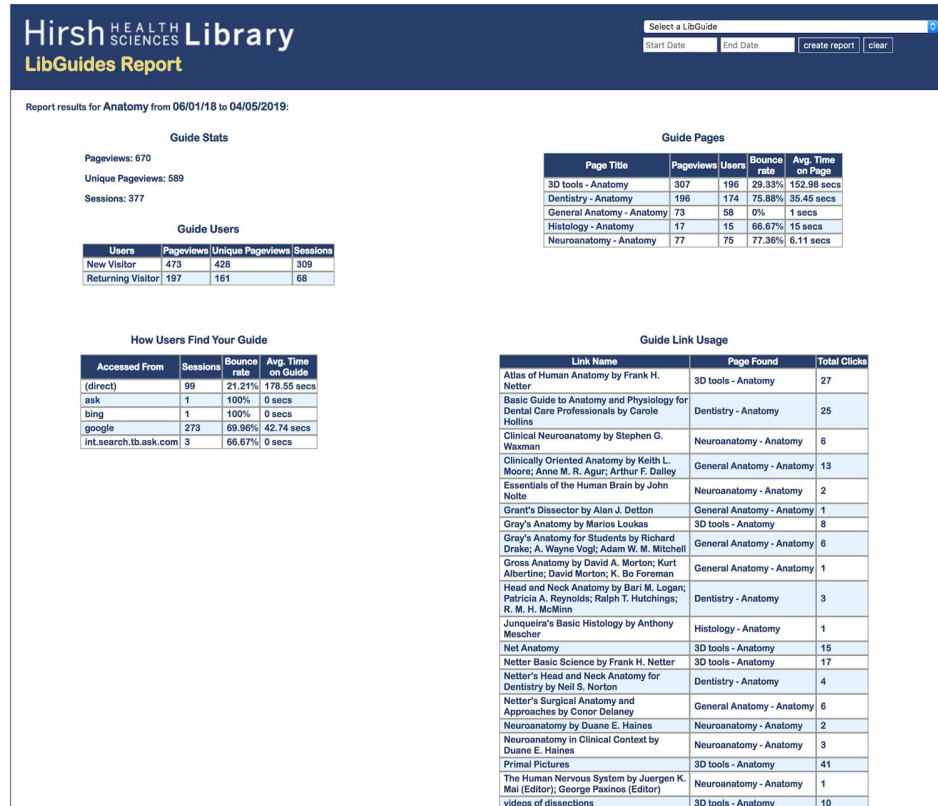 Hirsh HEALTH SCIENCES Library
LibGuides Report
Select a LibGuide
Start Date End Date create report clear
Report results for Anatomy from 06/01/18 to 04/05/2019:
Guide Stats
Pageviews: 670
Unique Pageviews: 589
Sessions: 377
Guide Users
Users Pageviews Unique Pageviews Sessions
New Visitor 473 428 309
Returning Visitor 197 161 68
Guide Pages
Page Title Pageviews Users Bounce rate Avg. Time on Page
3D tools - Anatomy 307 196 29.33% 152.98 secs
Dentistry - Anatomy 196 174 75.88% 35.45 secs
General Anatomy - Anatomy 73 58 0% 1 secs
Histology - Anatomy 17 15 66.67% 15 secs
Neuroanatomy - Anatomy 77 75 77.36% 6.11 secs
How Users Find Your Guide
Accessed From Sessions Bounce rate Avg. Time on Guide
(direct) 99 21.21% 178.55 secs
ask 1 100% 0 secs
bing 1 100% 0 secs
google 273 69.96% 42.74 secs
int.search.tb.ask.com 3 66.67% 0 secs
Guide Link Usage
Link Name Page Found Total Clicks
Atlas of Human Anatomy by Frank H.
Netter 3D tools - Anatomy 27
Basic Guide to Anatomy and Physiology for
Dental Care Professionals by Carole
Hollins Dentistry - Anatomy 25
Clinical Neuroanatomy by Stephen G.
Waxman Neuroanatomy - Anatomy 6
Clinically Oriented Anatomy by Keith L.
Moore; Anne M. R. Agur; Arthur F. Dalley General Anatomy - Anatomy 13
Essentials of the Human Brain by John
Nolte Neuroanatomy - Anatomy 2
Grant's Dissector by Alan J. Detton General Anatomy - Anatomy 1
Gray's Anatomy by Marios Loukas 3D tools - Anatomy 8
Gray's Anatomy for Students by Richard
Drake; A. Wayne Vogl; Adam W. M. Mitchell General Anatomy - Anatomy 6
Gross Anatomy by David A. Morton; Kurt
Albertine; David Morton; K. Bo Foreman General Anatomy - Anatomy 1
Head and Neck Anatomy by Bari M. Logan;
Patricia A. Reynolds; Ralph T. Hutchings;
R. M. H. McMinn Dentistry - Anatomy 3
Junqueira's Basic Histology by Anthony
Mescher Histology - Anatomy 1
Net Anatomy 3D tools - Anatomy 15
Netter Basic Science by Frank H. Netter 3D tools - Anatomy 17
Netter's Head and Neck Anatomy for
Dentistry by Neil S. Norton Dentistry - Anatomy 4
Netter's Surgical Anatomy and
Approaches by Conor Delaney General Anatomy - Anatomy 6
Neuroanatomy by Duane E. Haines Neuroanatomy - Anatomy 2
Neuroanatomy in Clinical Context by
Duane E. Haines Neuroanatomy - Anatomy 3
Primal Pictures 3D tools - Anatomy 41
The Human Nervous System by Juergen K.
Mai (Editor); George Paxinos (Editor) Neuroanatomy - Anatomy 1
videos of dissections 3D tools - Anatomy 10